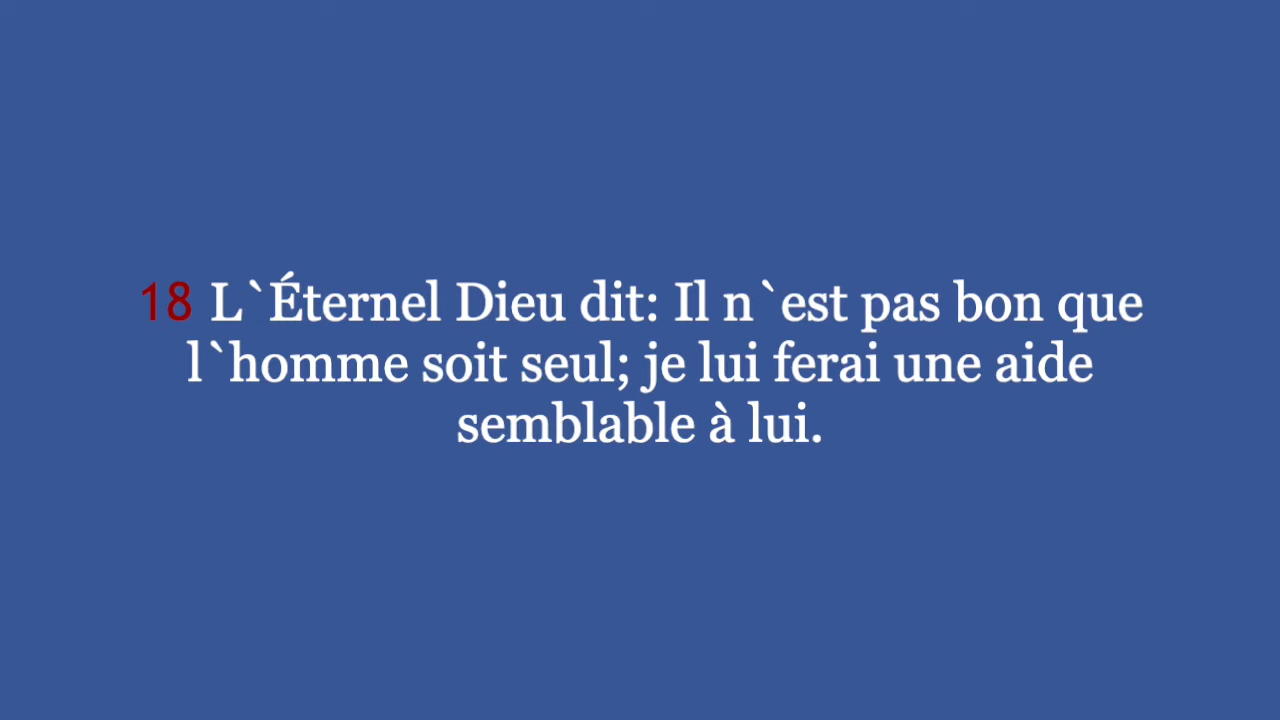 18 L`Éternel Dieu dit: Il n`est pas bon que
l`homme soit seul; je lui ferai une aide
semblable à lui.